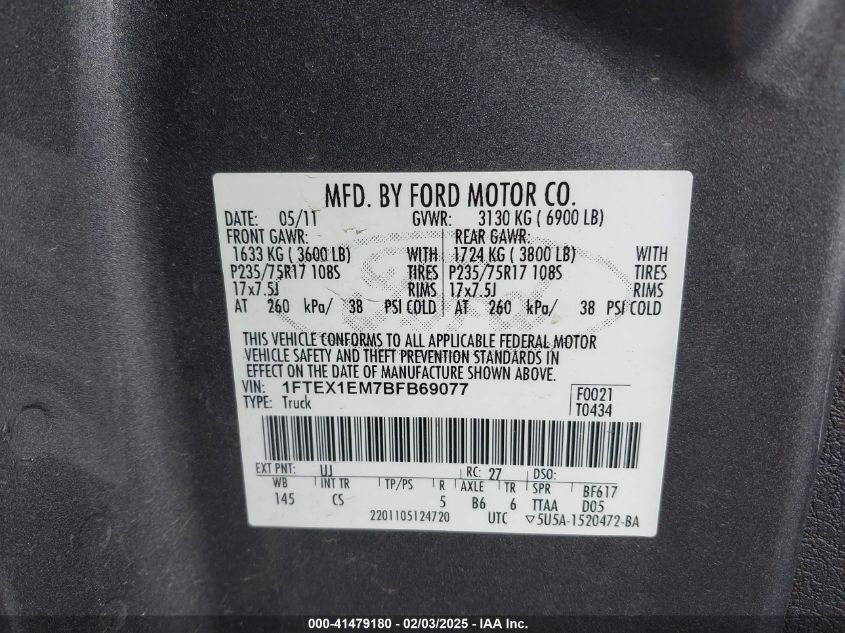 MFD. BY FORD MOTOR CO.
DATE: 05/11 GVWR: 3130 KG ( 6900 LB)
FRONT GAWR: REAR GAWR:
1633 KG ( 3600 LB) WITH 1724 KG ( 3800 LB) WITH
P235/75R17 108S TIRES P235/75R17 108S TIRES
17x7.5J RIMS 17x7.5J RIMS
AT 260 kPa/ 38 PSI COLD AT 260 kPa/ 38 PSI COLD
THIS VEHICLE CONFORMS TO ALL APPLICABLE FEDERAL MOTOR
VEHICLE SAFETY AND THEFT PREVENTION STANDARDS IN
EFFECT ON THE DATE OF MANUFACTURE SHOWN ABOVE.
VIN: 1FTEX1EM7BFB69077 F0021
TYPE: Truck T0434
EXT PNT: UJ RC: 27 DSO:
WB INT TR TP/PS R AXLE TR SPR BF617
145 CS 5 B6 6 TTAA D05
2201105124720 UTC ▽5U5A-1520472-BA
000-41479180 - 02/03/2025 - IAA Inc.